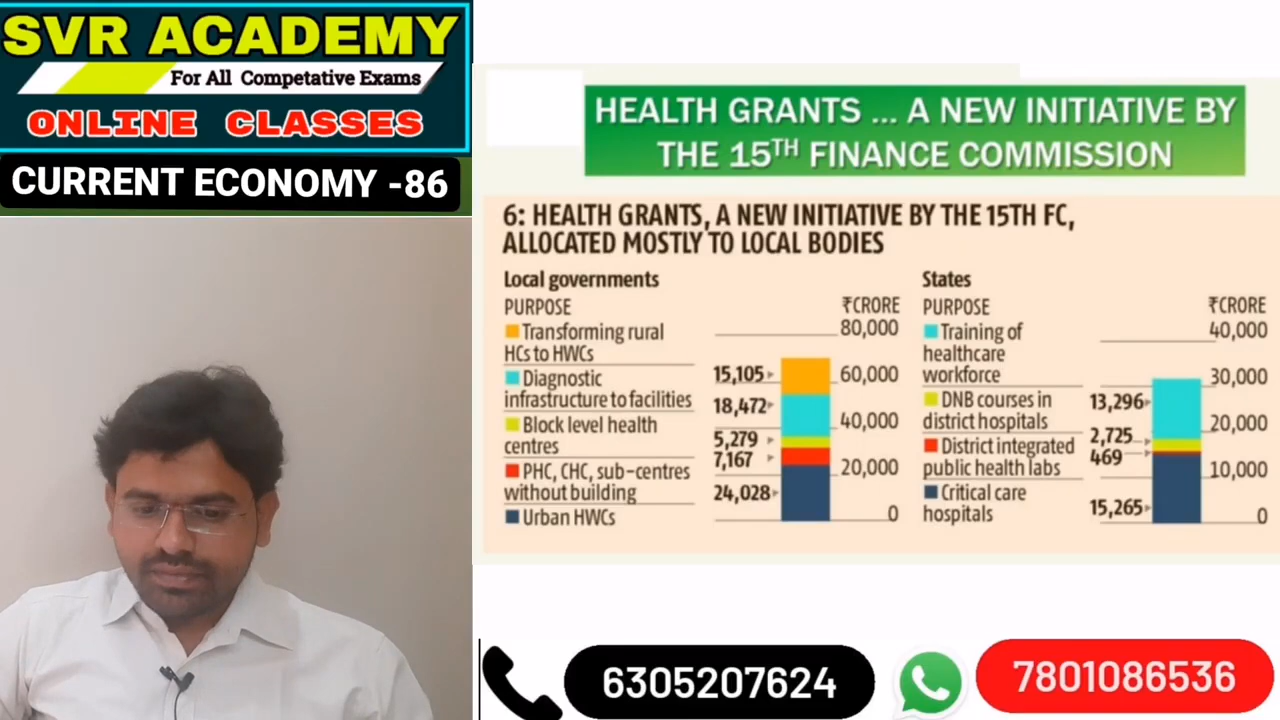 SVR ACADEMY
For All Competative Exams
ONLINE CLASSES
CURRENT ECONOMY -86
HEALTH GRANTS ... A NEW INITIATIVE BY
THE 15TH FINANCE COMMISSION
6: HEALTH GRANTS, A NEW INITIATIVE BY THE 15TH FC,
ALLOCATED MOSTLY TO LOCAL BODIES
Local governments
PURPOSE
₹CRORE
Transforming rural
HCs to HWCs
Diagnostic
infrastructure to facilities
Block level health
centres
PHC, CHC, sub-centres
without building
Urban HWCs
15,105
18,472
5,279
7,167
24,028
80,000
60,000
40,000
20,000
0
States
PURPOSE
₹CRORE
Training of
healthcare
workforce
DNB courses in
district hospitals
District integrated
public health labs
Critical care
hospitals
13,296
2,725
469
15,265
40,000
30,000
20,000
10,000
0
6305207624
7801086536